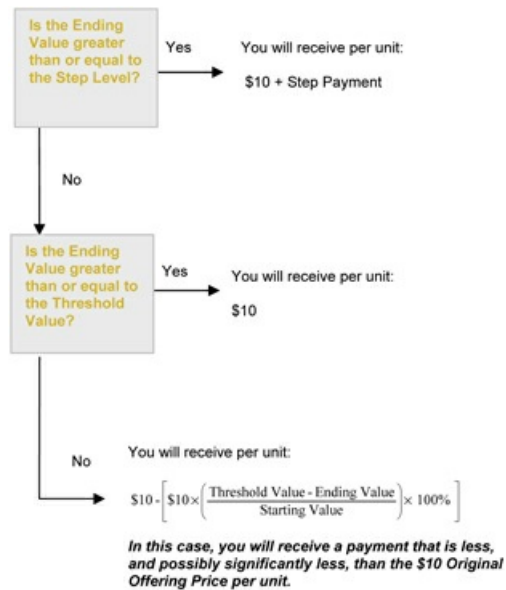 Is the Ending
Value greater
than or equal to
the Step Level?
Yes
You will receive per unit:
$10 + Step Payment
No
Is the Ending
Value greater
than or equal to
the Threshold
Value?
Yes
You will receive per unit:
$10
No
You will receive per unit:
$10 - [ $10 × ( Threshold Value - Ending Value / Starting Value ) × 100% ]
In this case, you will receive a payment that is less,
and possibly significantly less, than the $10 Original
Offering Price per unit.